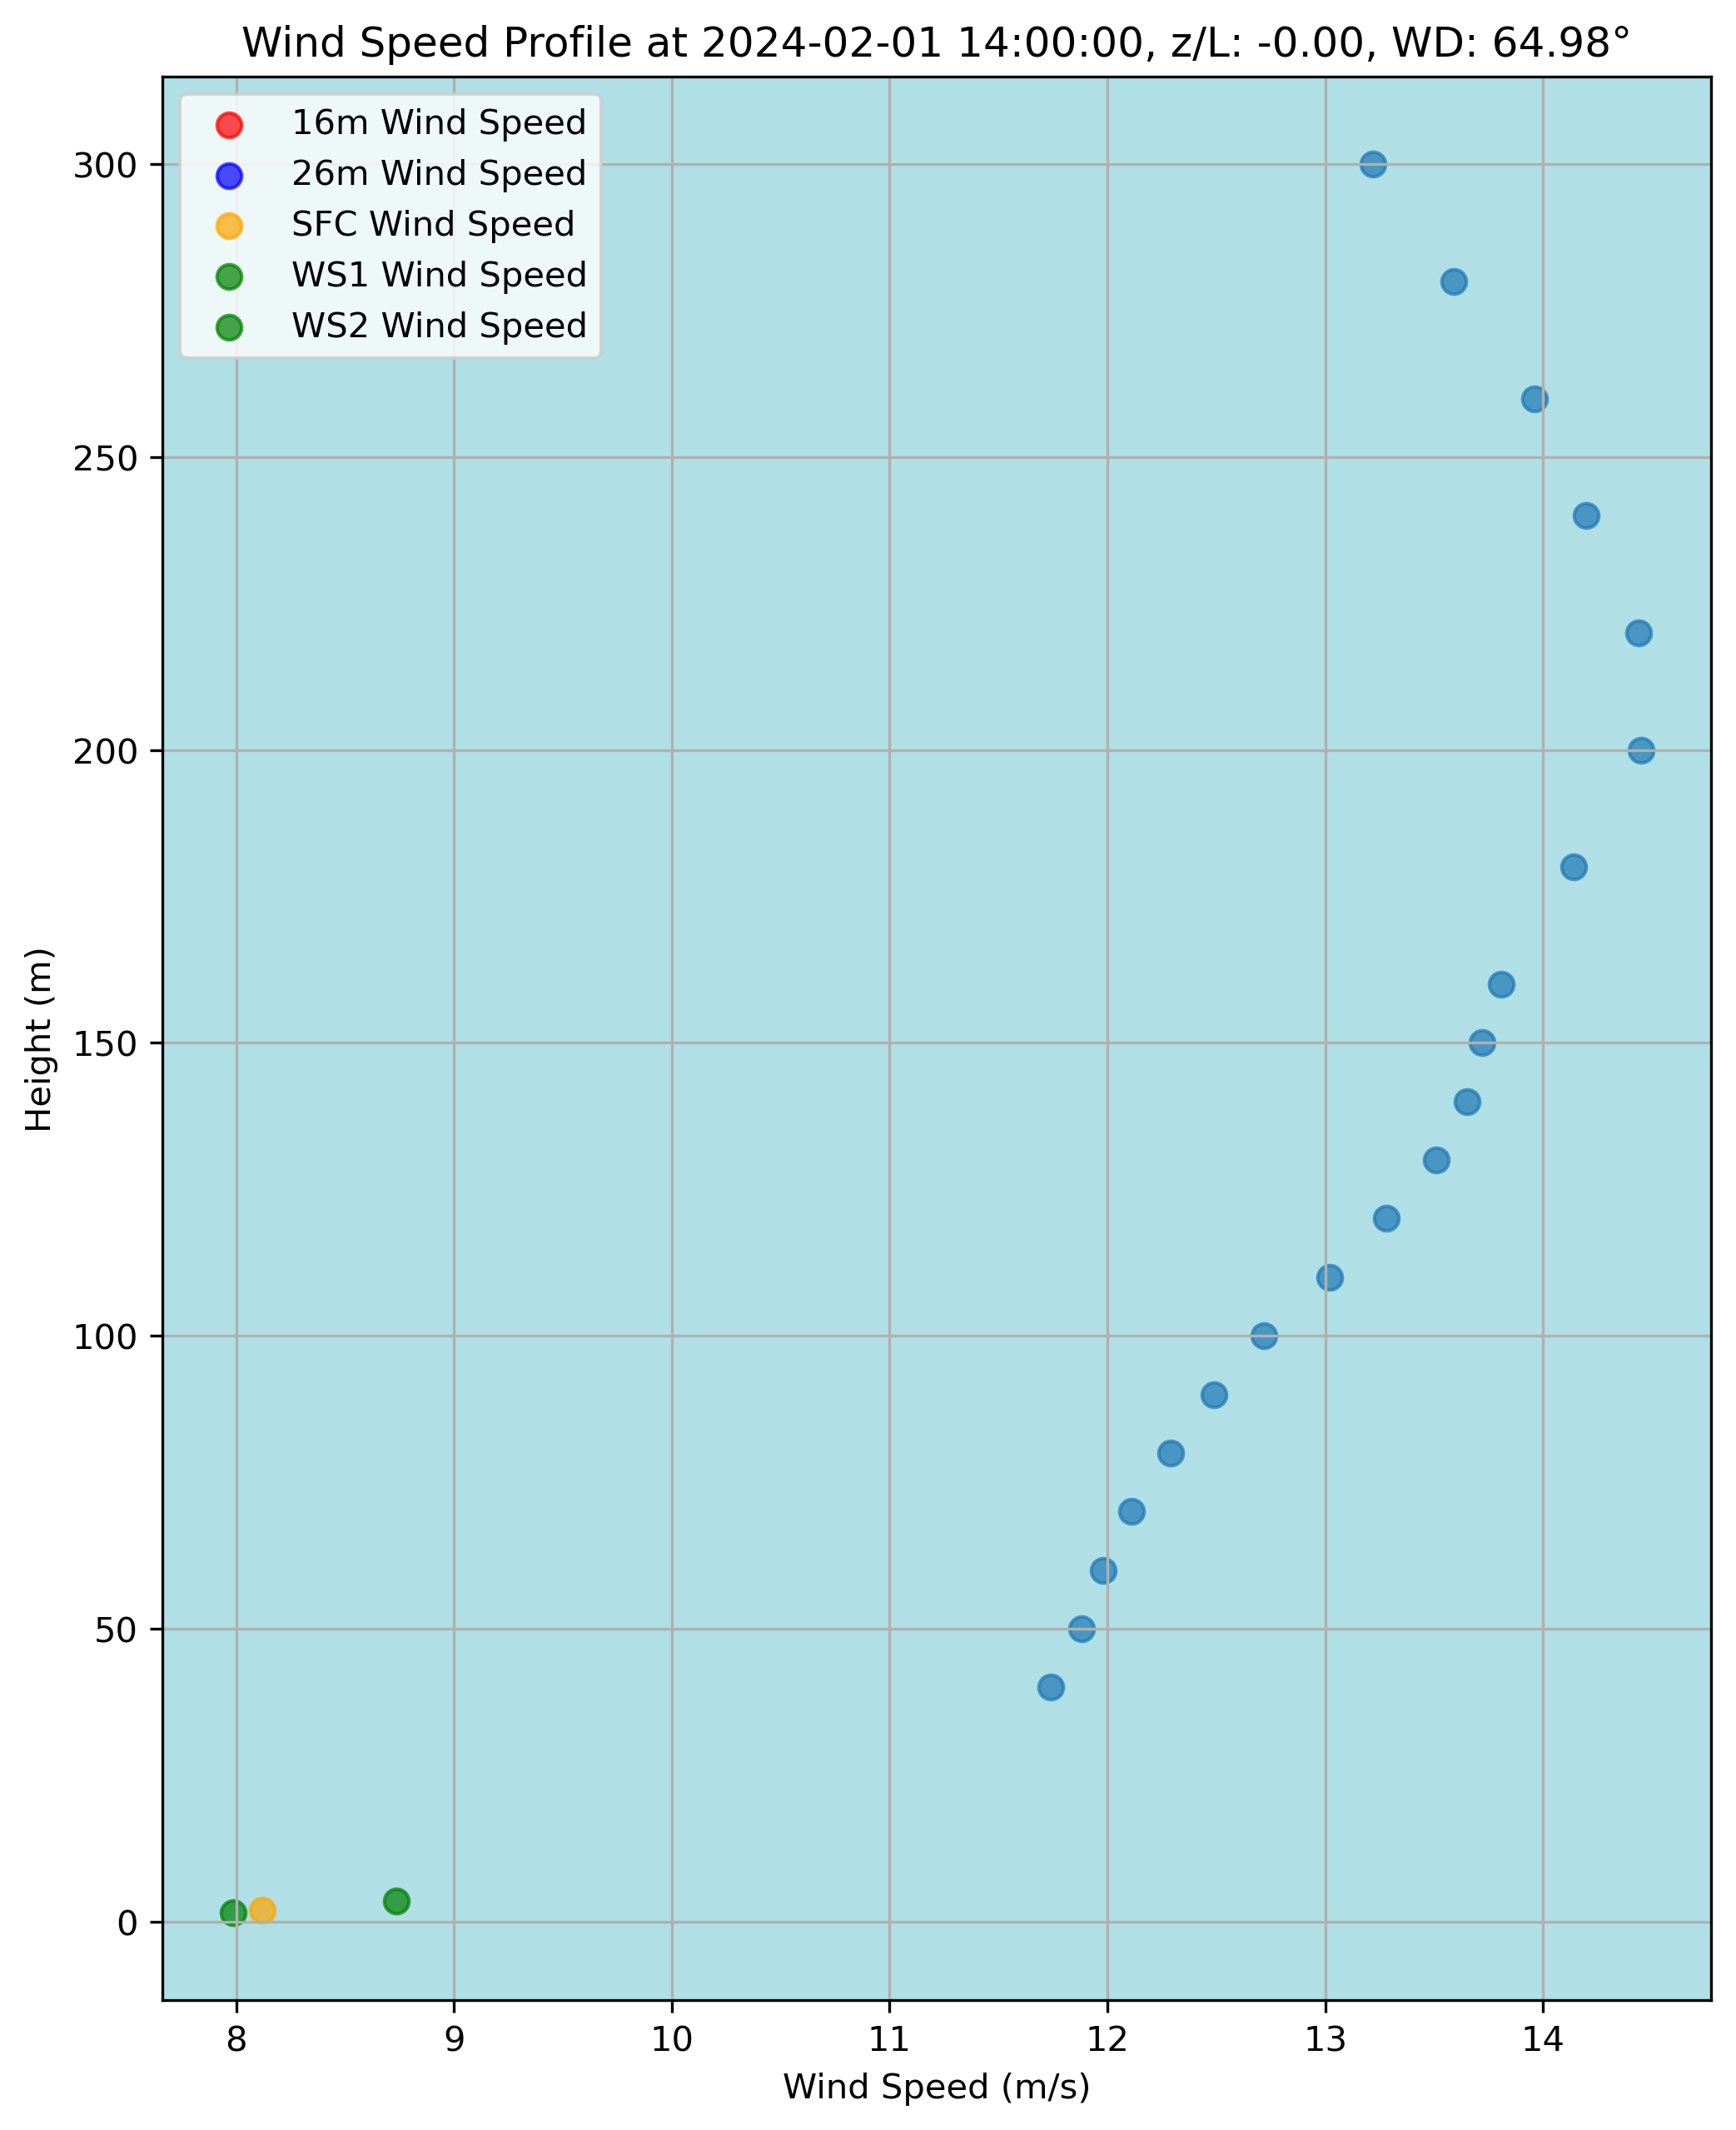 Wind Speed Profile at 2024-02-01 14:00:00, z/L: -0.00, WD: 64.98°
16m Wind Speed
26m Wind Speed
SFC Wind Speed
WS1 Wind Speed
WS2 Wind Speed
300
250
200
150
100
50
0
Height (m)
8 9 10 11 12 13 14
Wind Speed (m/s)